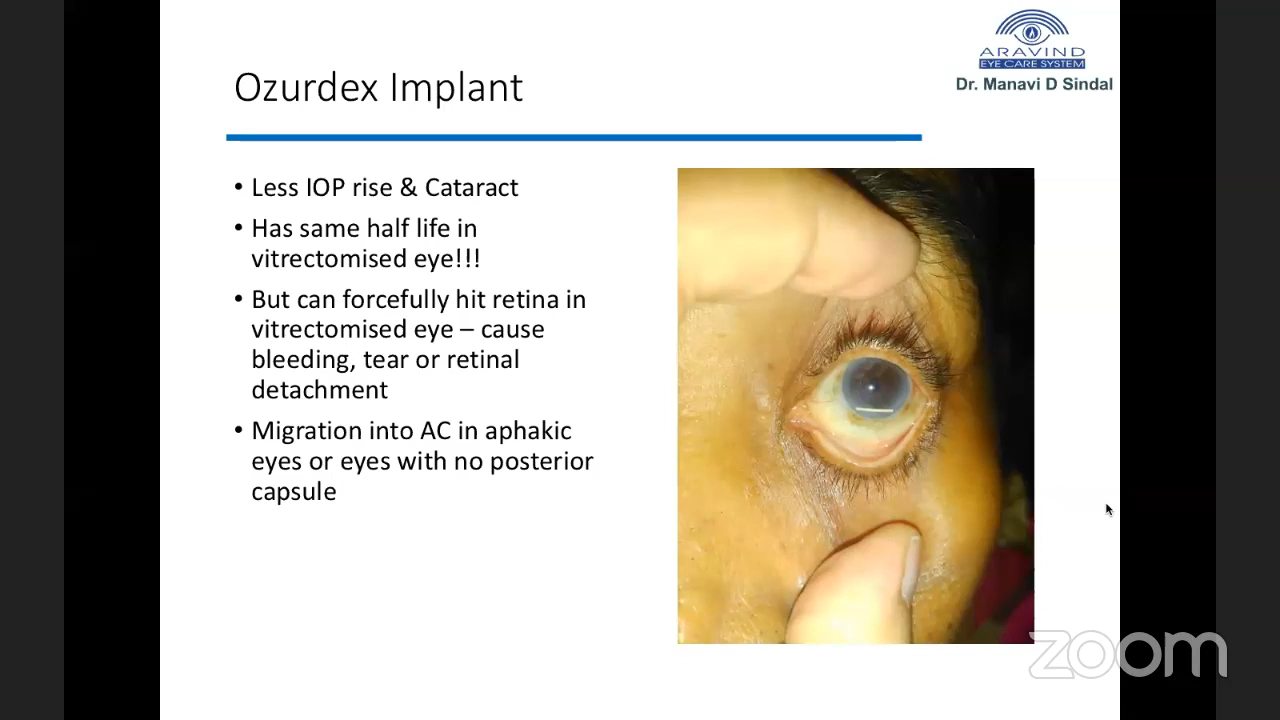 ARAVIND
EYE CARE SYSTEM
Dr. Manavi D Sindal
Ozurdex Implant
• Less IOP rise & Cataract
• Has same half life in
vitrectomised eye!!!
• But can forcefully hit retina in
vitrectomised eye – cause
bleeding, tear or retinal
detachment
• Migration into AC in aphakic
eyes or eyes with no posterior
capsule
zoom